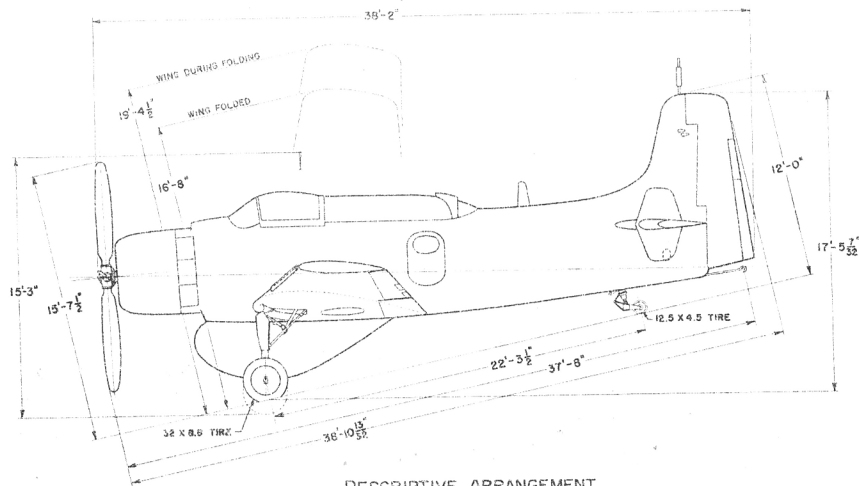 38'-2"
WING DURING FOLDING
19'-4 1/2"
WING FOLDED
16'-8"
12'-0"
17'-5 7/32"
15'-3"
15'-7 1/2"
12.5 X 4.5 TIRE
22'-3 1/2"
37'-8"
32 X 8.8 TIRE
38'-10 13/32"
DESCRIPTIVE ARRANGEMENT